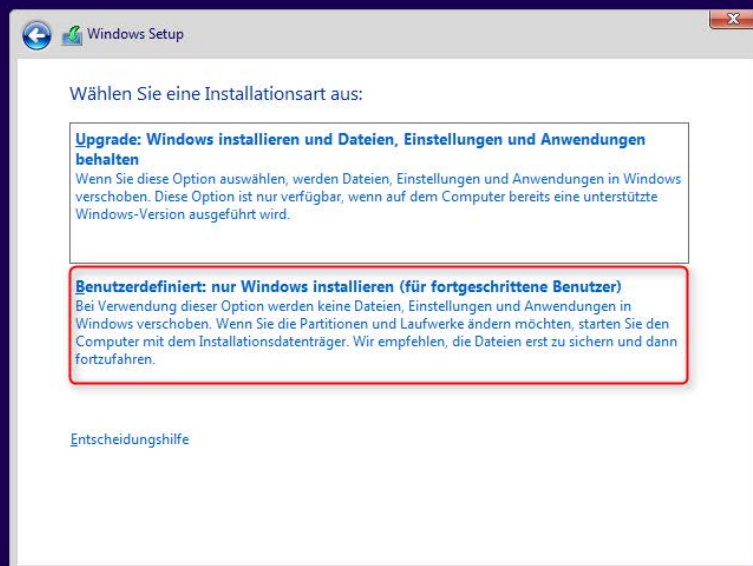 Windows Setup
Wählen Sie eine Installationsart aus:
Upgrade: Windows installieren und Dateien, Einstellungen und Anwendungen
behalten
Wenn Sie diese Option auswählen, werden Dateien, Einstellungen und Anwendungen in Windows
verschoben. Diese Option ist nur verfügbar, wenn auf dem Computer bereits eine unterstützte
Windows-Version ausgeführt wird.
Benutzerdefiniert: nur Windows installieren (für fortgeschrittene Benutzer)
Bei Verwendung dieser Option werden keine Dateien, Einstellungen und Anwendungen in
Windows verschoben. Wenn Sie die Partitionen und Laufwerke ändern möchten, starten Sie den
Computer mit dem Installationsdatenträger. Wir empfehlen, die Dateien erst zu sichern und dann
fortzufahren.
Entscheidungshilfe